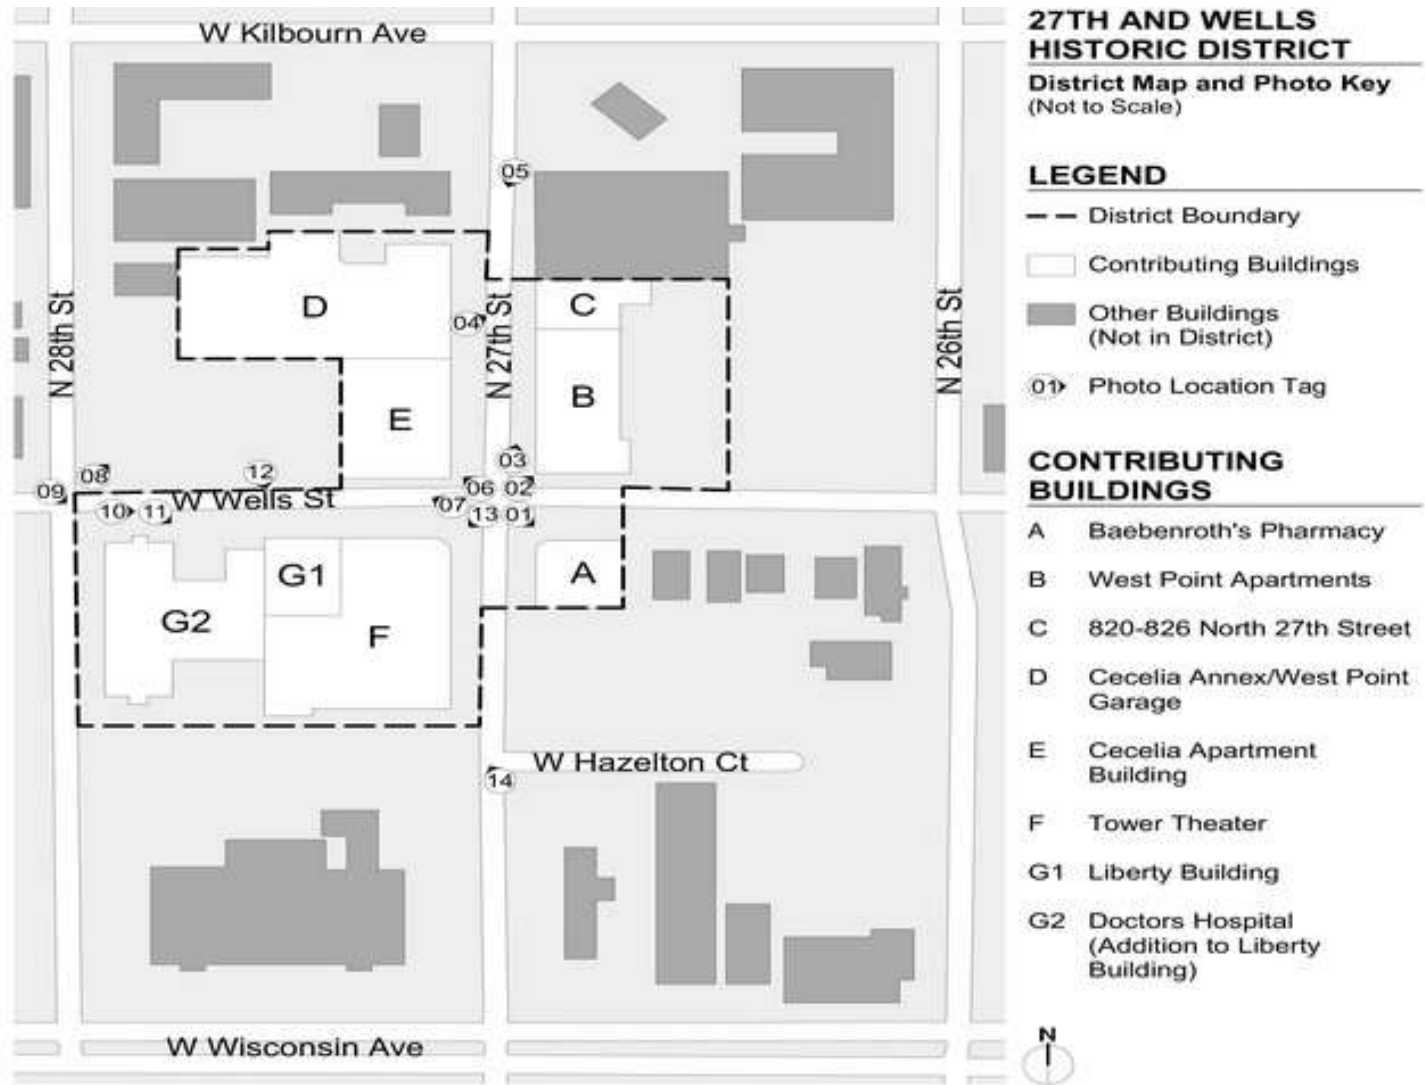 W Kilbourn Ave
05
N 28th St
D
04
N 27th St
C
N 26th St
B
E
03
08
12
09
06
02
W Wells St
07
10
11
13
01
G1
A
G2
F
W Hazelton Ct
14
W Wisconsin Ave
27TH AND WELLS
HISTORIC DISTRICT
District Map and Photo Key
(Not to Scale)
LEGEND
District Boundary
Contributing Buildings
Other Buildings
(Not in District)
01 Photo Location Tag
CONTRIBUTING
BUILDINGS
A Baebenroth's Pharmacy
B West Point Apartments
C 820-826 North 27th Street
D Cecelia Annex/West Point
Garage
E Cecelia Apartment
Building
F Tower Theater
G1 Liberty Building
G2 Doctors Hospital
(Addition to Liberty
Building)
N